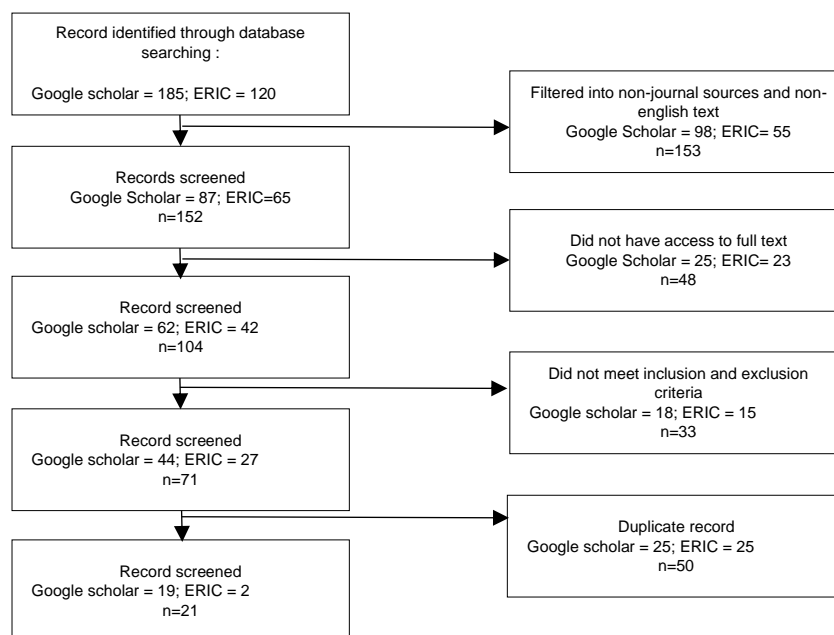 Record identified through database
searching :
Google scholar = 185; ERIC = 120
Filtered into non-journal sources and non-
english text
Google Scholar = 98; ERIC= 55
n=153
Records screened
Google Scholar = 87; ERIC=65
n=152
Did not have access to full text
Google Scholar = 25; ERIC= 23
n=48
Record screened
Google scholar = 62; ERIC = 42
n=104
Did not meet inclusion and exclusion
criteria
Google scholar = 18; ERIC = 15
n=33
Record screened
Google scholar = 44; ERIC = 27
n=71
Duplicate record
Google scholar = 25; ERIC = 25
n=50
Record screened
Google scholar = 19; ERIC = 2
n=21